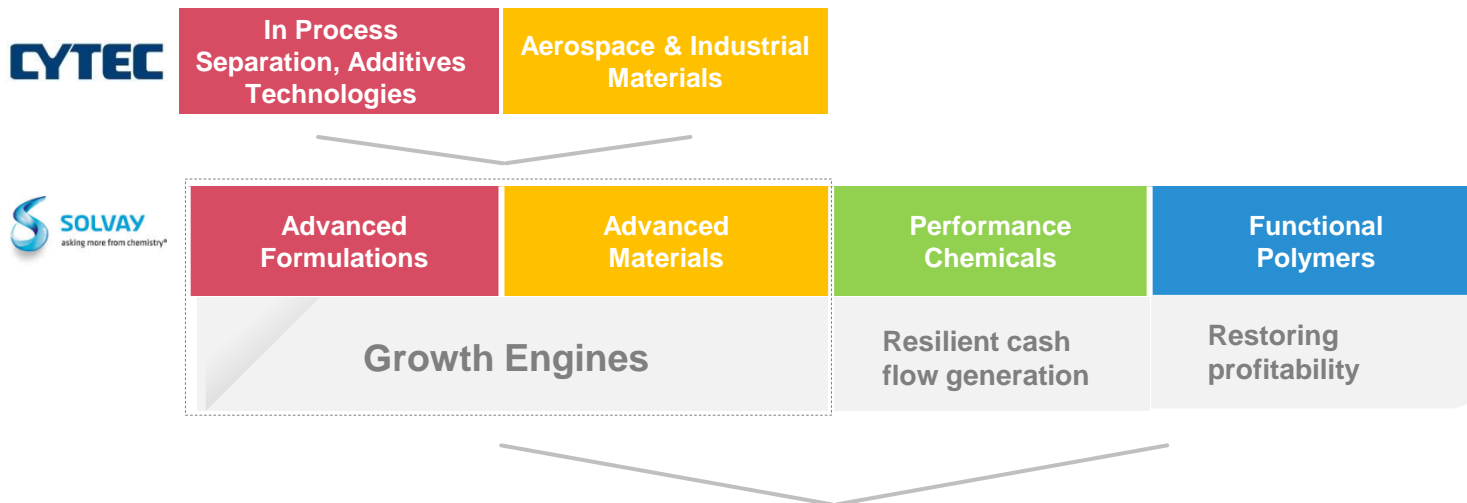 CYTEC
In Process
Separation, Additives
Technologies
Aerospace & Industrial
Materials
SOLVAY
asking more from chemistry®
Advanced
Formulations
Advanced
Materials
Performance
Chemicals
Functional
Polymers
Growth Engines
Resilient cash
flow generation
Restoring
profitability